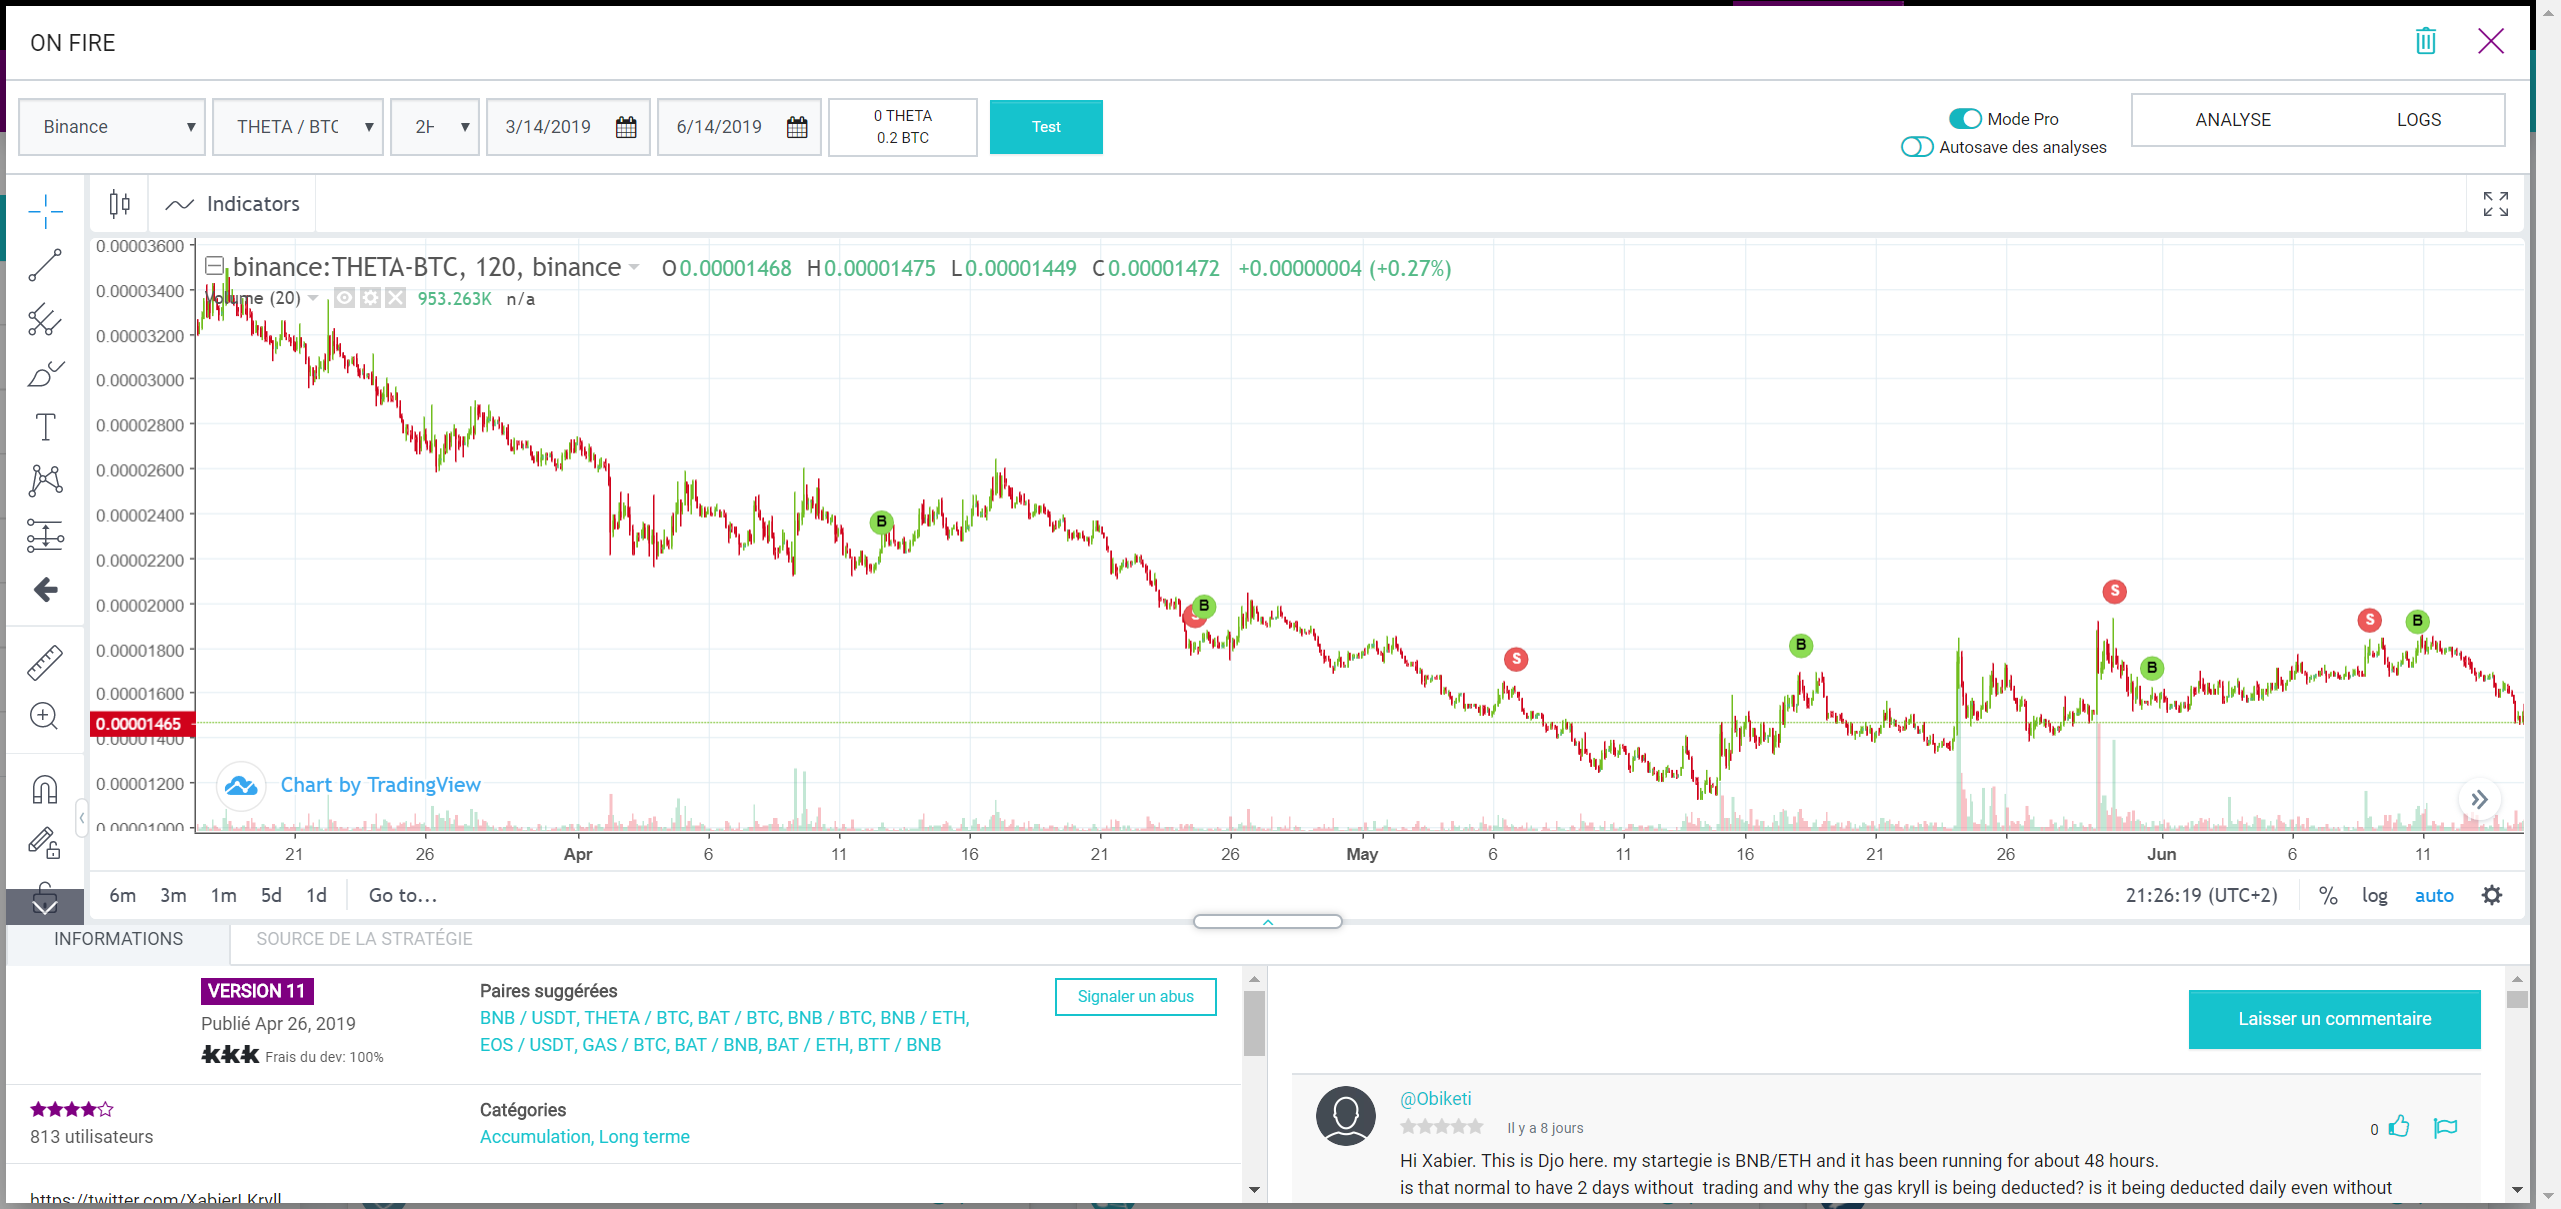 ON FIRE
Binance
THETA / BTC
2H
3/14/2019
6/14/2019
0 THETA
0.2 BTC
Test
Mode Pro
Autosave des analyses
ANALYSE
LOGS
Indicators
0.00003600
binance:THETA-BTC, 120, binance O0.00001468 H0.00001475 L0.00001449 C0.00001472 +0.00000004 (+0.27%)
0.00003400
Volume (20) 953.263K n/a
0.00003200
0.00003000
0.00002800
0.00002600
0.00002400
0.00002200
0.00002000
0.00001800
0.00001600
0.00001465
0.00001400
0.00001200
0.00001000
B
S
B
S
B
S
B
S
B
Chart by TradingView
21 26 Apr 6 11 16 21 26 May 6 11 16 21 26 Jun 6 11
6m 3m 1m 5d 1d Go to...
21:26:19 (UTC+2) % log auto
INFORMATIONS
SOURCE DE LA STRATÉGIE
VERSION 11
Publié Apr 26, 2019
Frais du dev: 100%
Paires suggérées
BNB / USDT, THETA / BTC, BAT / BTC, BNB / BTC, BNB / ETH,
EOS / USDT, GAS / BTC, BAT / BNB, BAT / ETH, BTT / BNB
Signaler un abus
813 utilisateurs
Catégories
Accumulation, Long terme
https://twitter.com/XabierLKryll
Laisser un commentaire
@Obiketi
Il y a 8 jours
0
Hi Xabier. This is Djo here. my startegie is BNB/ETH and it has been running for about 48 hours.
is that normal to have 2 days without trading and why the gas kryll is being deducted? is it being deducted daily even without